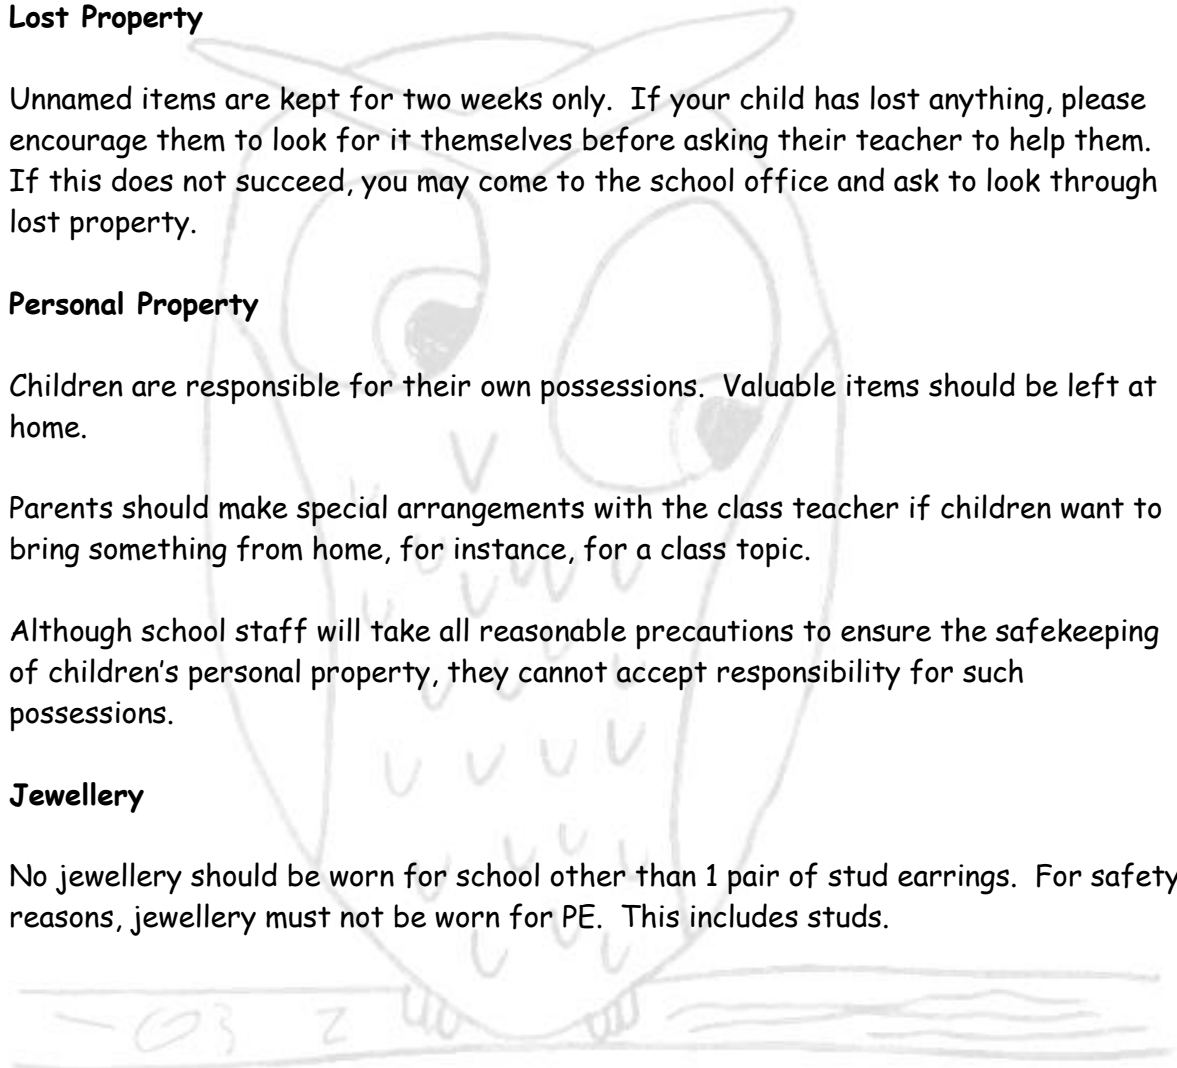 Lost Property
Unnamed items are kept for two weeks only.  If your child has lost anything, please
encourage them to look for it themselves before asking their teacher to help them.
If this does not succeed, you may come to the school office and ask to look through
lost property.
Personal Property
Children are responsible for their own possessions.  Valuable items should be left at
home.
Parents should make special arrangements with the class teacher if children want to
bring something from home, for instance, for a class topic.
Although school staff will take all reasonable precautions to ensure the safekeeping
of children’s personal property, they cannot accept responsibility for such
possessions.
Jewellery
No jewellery should be worn for school other than 1 pair of stud earrings.  For safety
reasons, jewellery must not be worn for PE.  This includes studs.